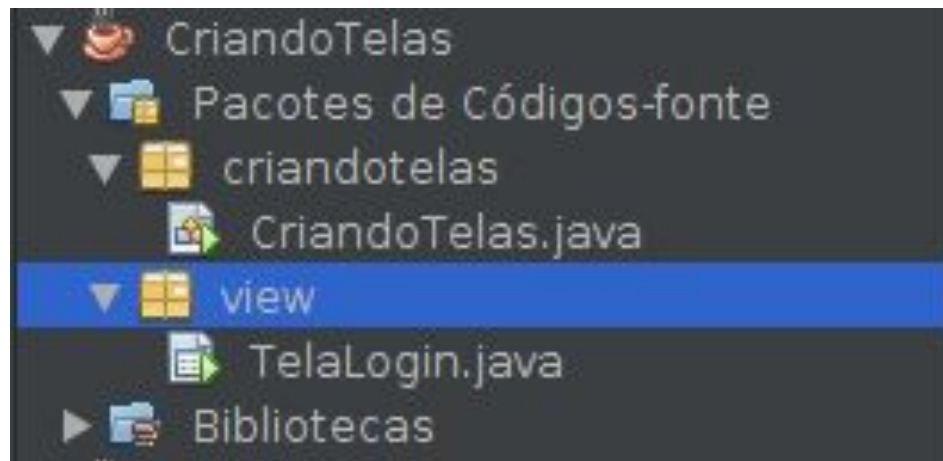 CriandoTelas
Pacotes de Códigos-fonte
criandotelas
CriandoTelas.java
view
TelaLogin.java
Bibliotecas